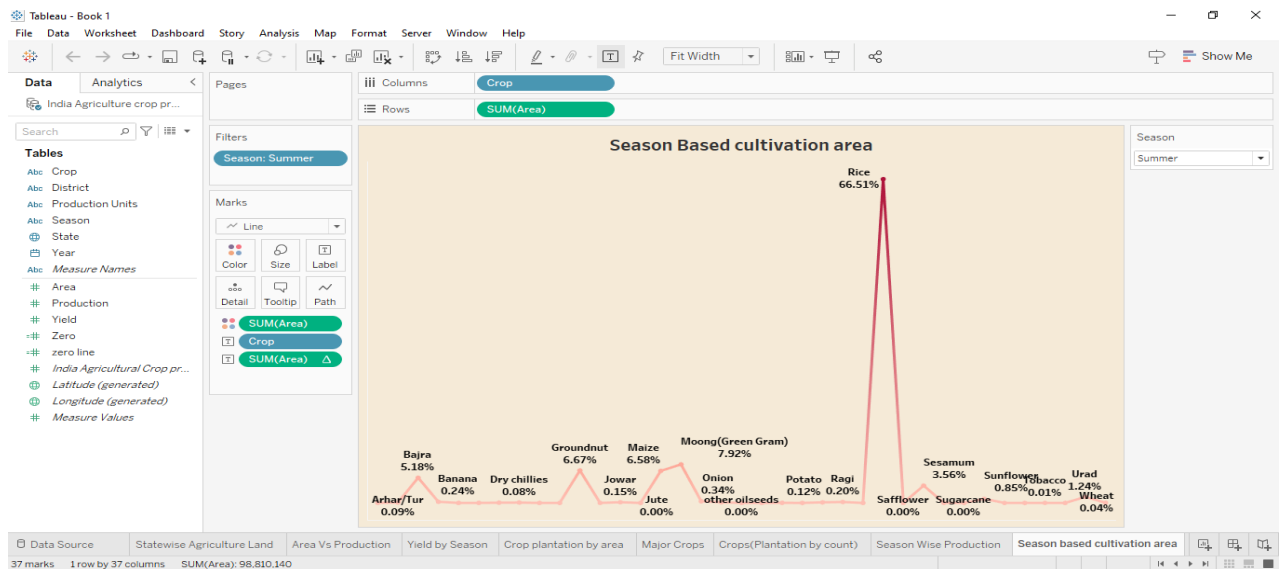 Tableau - Book 1
File Data Worksheet Dashboard Story Analysis Map Format Server Window Help
Fit Width
Show Me
Data Analytics
India Agriculture crop pr...
Search
Tables
Abc Crop
Abc District
Abc Production Units
Abc Season
State
Year
Abc Measure Names
# Area
# Production
# Yield
=# Zero
=# zero line
# India Agricultural Crop pr...
Latitude (generated)
Longitude (generated)
# Measure Values
Pages
Filters
Season: Summer
Marks
Line
Color Size Label
Detail Tooltip Path
SUM(Area)
Crop
SUM(Area) Δ
iii Columns Crop
Rows SUM(Area)
Season Based cultivation area
Rice
66.51%
Bajra
5.18%
Banana
0.24%
Dry chillies
0.08%
Groundnut
6.67%
Jowar
0.15%
Maize
6.58%
Moong(Green Gram)
7.92%
Onion
0.34%
Potato
0.12%
Ragi
0.20%
Sesamum
3.56%
Sunflower
0.85%
Tobacco
0.01%
Urad
1.24%
Wheat
0.04%
Arhar/Tur
0.09%
Jute
0.00%
other oilseeds
0.00%
Safflower
0.00%
Sugarcane
0.00%
Season
Summer
Data Source Statewise Agriculture Land Area Vs Production Yield by Season Crop plantation by area Major Crops Crops(Plantation by count) Season Wise Production Season based cultivation area
37 marks 1 row by 37 columns SUM(Area): 98,810,140